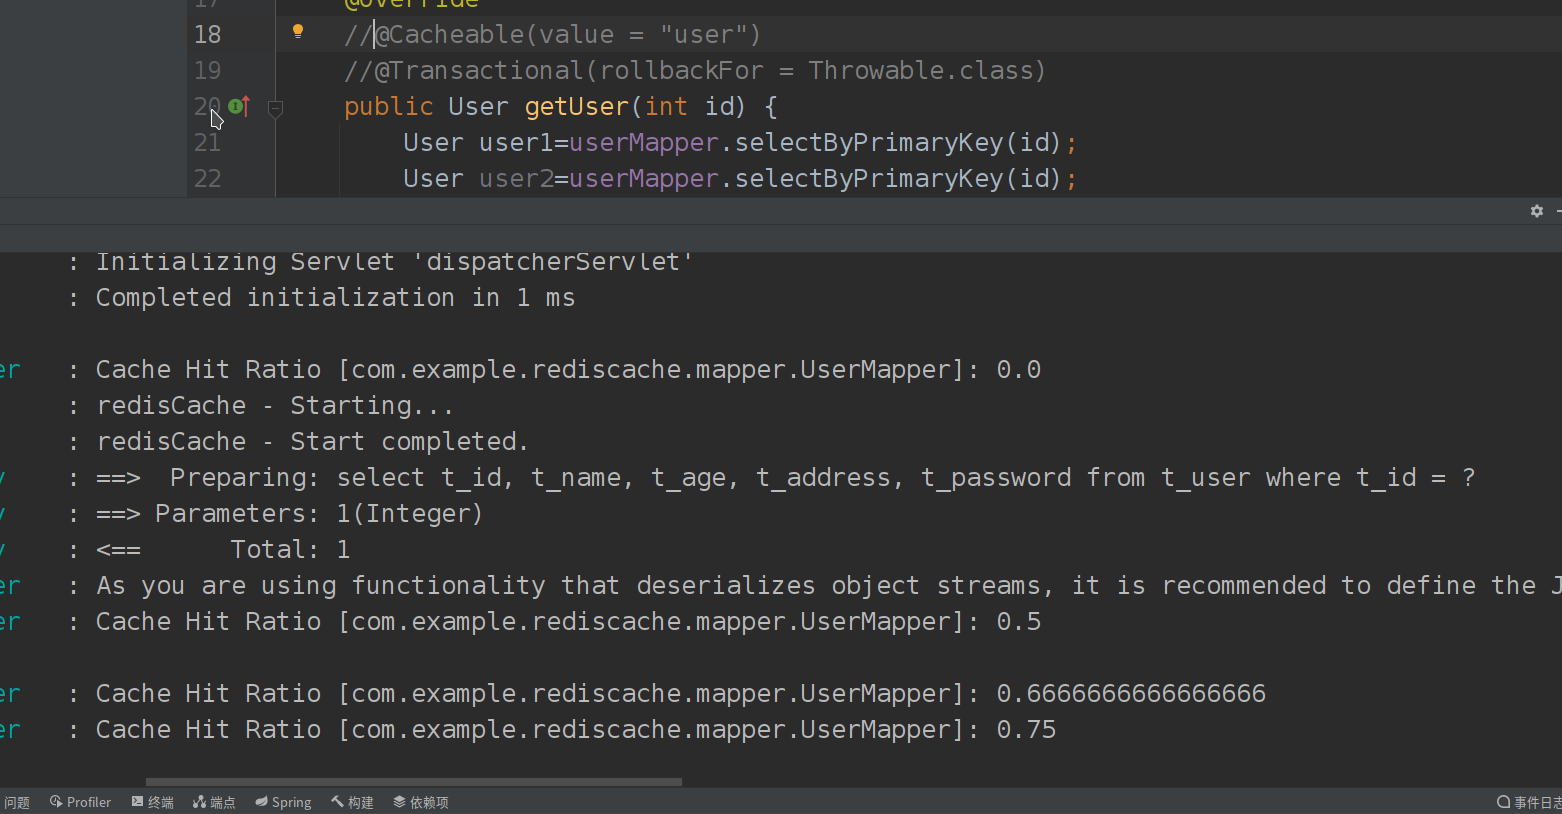 17 @Override
18 //@Cacheable(value = "user")
19 //@Transactional(rollbackFor = Throwable.class)
20 public User getUser(int id) {
21 User user1=userMapper.selectByPrimaryKey(id);
22 User user2=userMapper.selectByPrimaryKey(id);
: Initializing Servlet 'dispatcherServlet'
: Completed initialization in 1 ms
er : Cache Hit Ratio [com.example.rediscache.mapper.UserMapper]: 0.0
: redisCache - Starting...
: redisCache - Start completed.
y : ==>  Preparing: select t_id, t_name, t_age, t_address, t_password from t_user where t_id = ?
y : ==> Parameters: 1(Integer)
y : <==      Total: 1
er : As you are using functionality that deserializes object streams, it is recommended to define the J
er : Cache Hit Ratio [com.example.rediscache.mapper.UserMapper]: 0.5
er : Cache Hit Ratio [com.example.rediscache.mapper.UserMapper]: 0.6666666666666666
er : Cache Hit Ratio [com.example.rediscache.mapper.UserMapper]: 0.75
问题 Profiler 终端 端点 Spring 构建 依赖项 事件日志